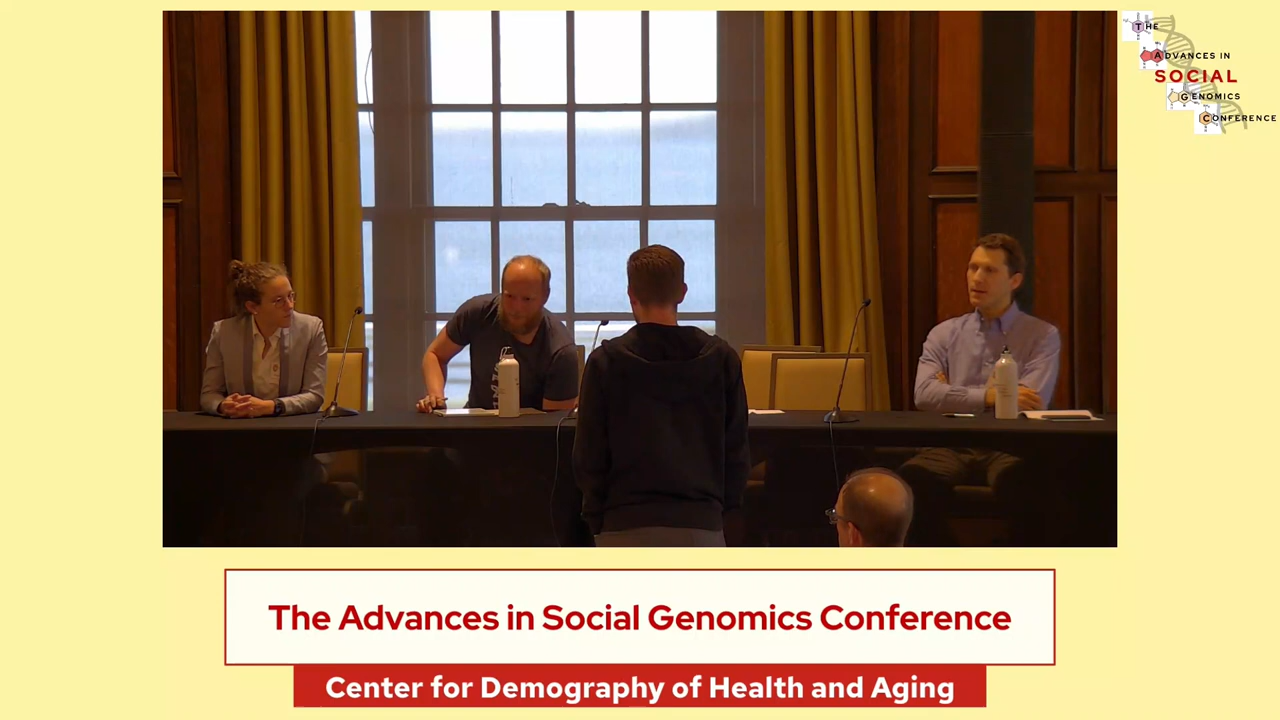 THE
ADVANCES IN
SOCIAL
GENOMICS
CONFERENCE
The Advances in Social Genomics Conference
Center for Demography of Health and Aging